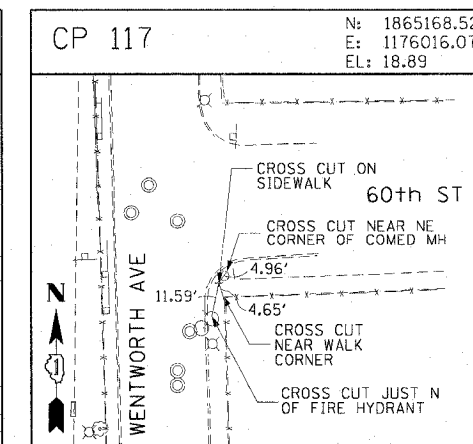 CP 117
N: 1865168.52
E: 1176016.07
EL: 18.89
CROSS CUT ON
SIDEWALK
60th ST
CROSS CUT NEAR NE
CORNER OF COMED MH
4.96'
11.59'
4.65'
N
1
WENTWORTH AVE
CROSS CUT
NEAR WALK
CORNER
CROSS CUT JUST N
OF FIRE HYDRANT